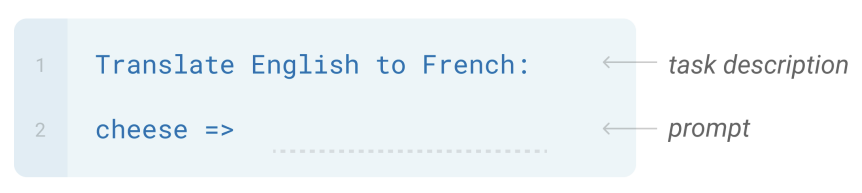 1 Translate English to French: task description
2 cheese => prompt